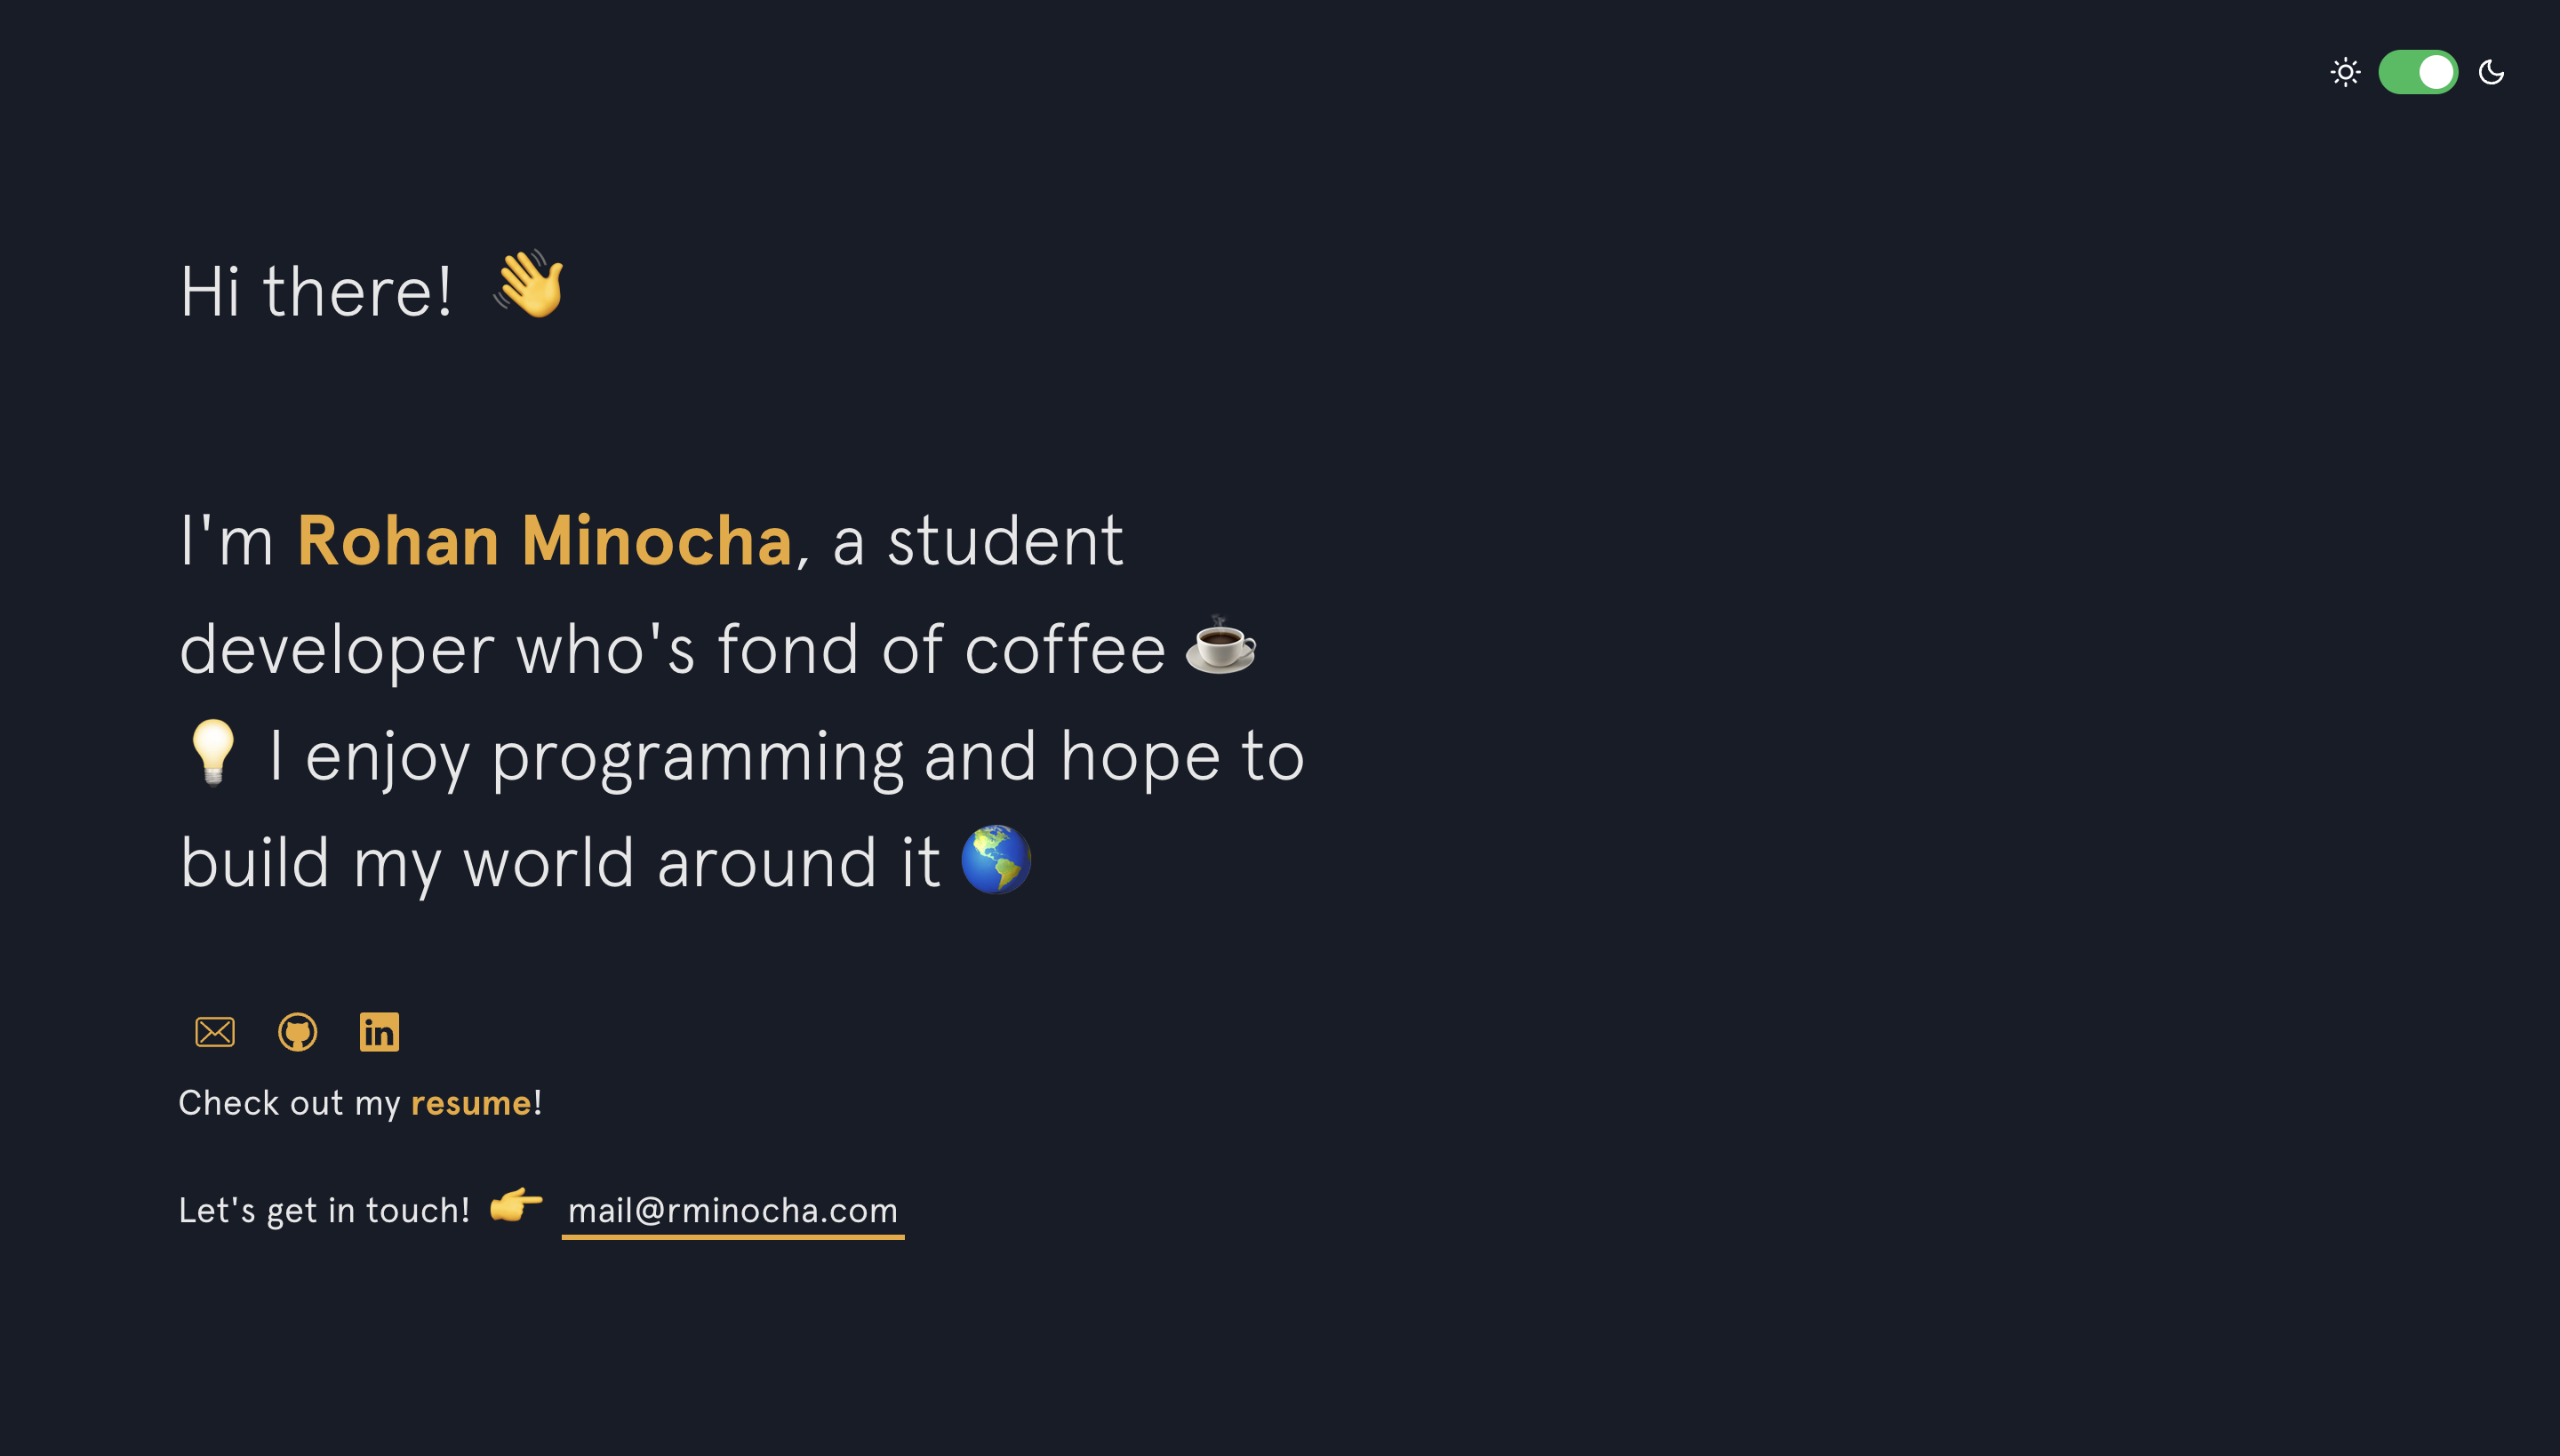 Hi there! 👋
I'm Rohan Minocha, a student
developer who's fond of coffee ☕
💡 I enjoy programming and hope to
build my world around it 🌎
in
Check out my resume!
Let's get in touch! 👉 mail@rminocha.com